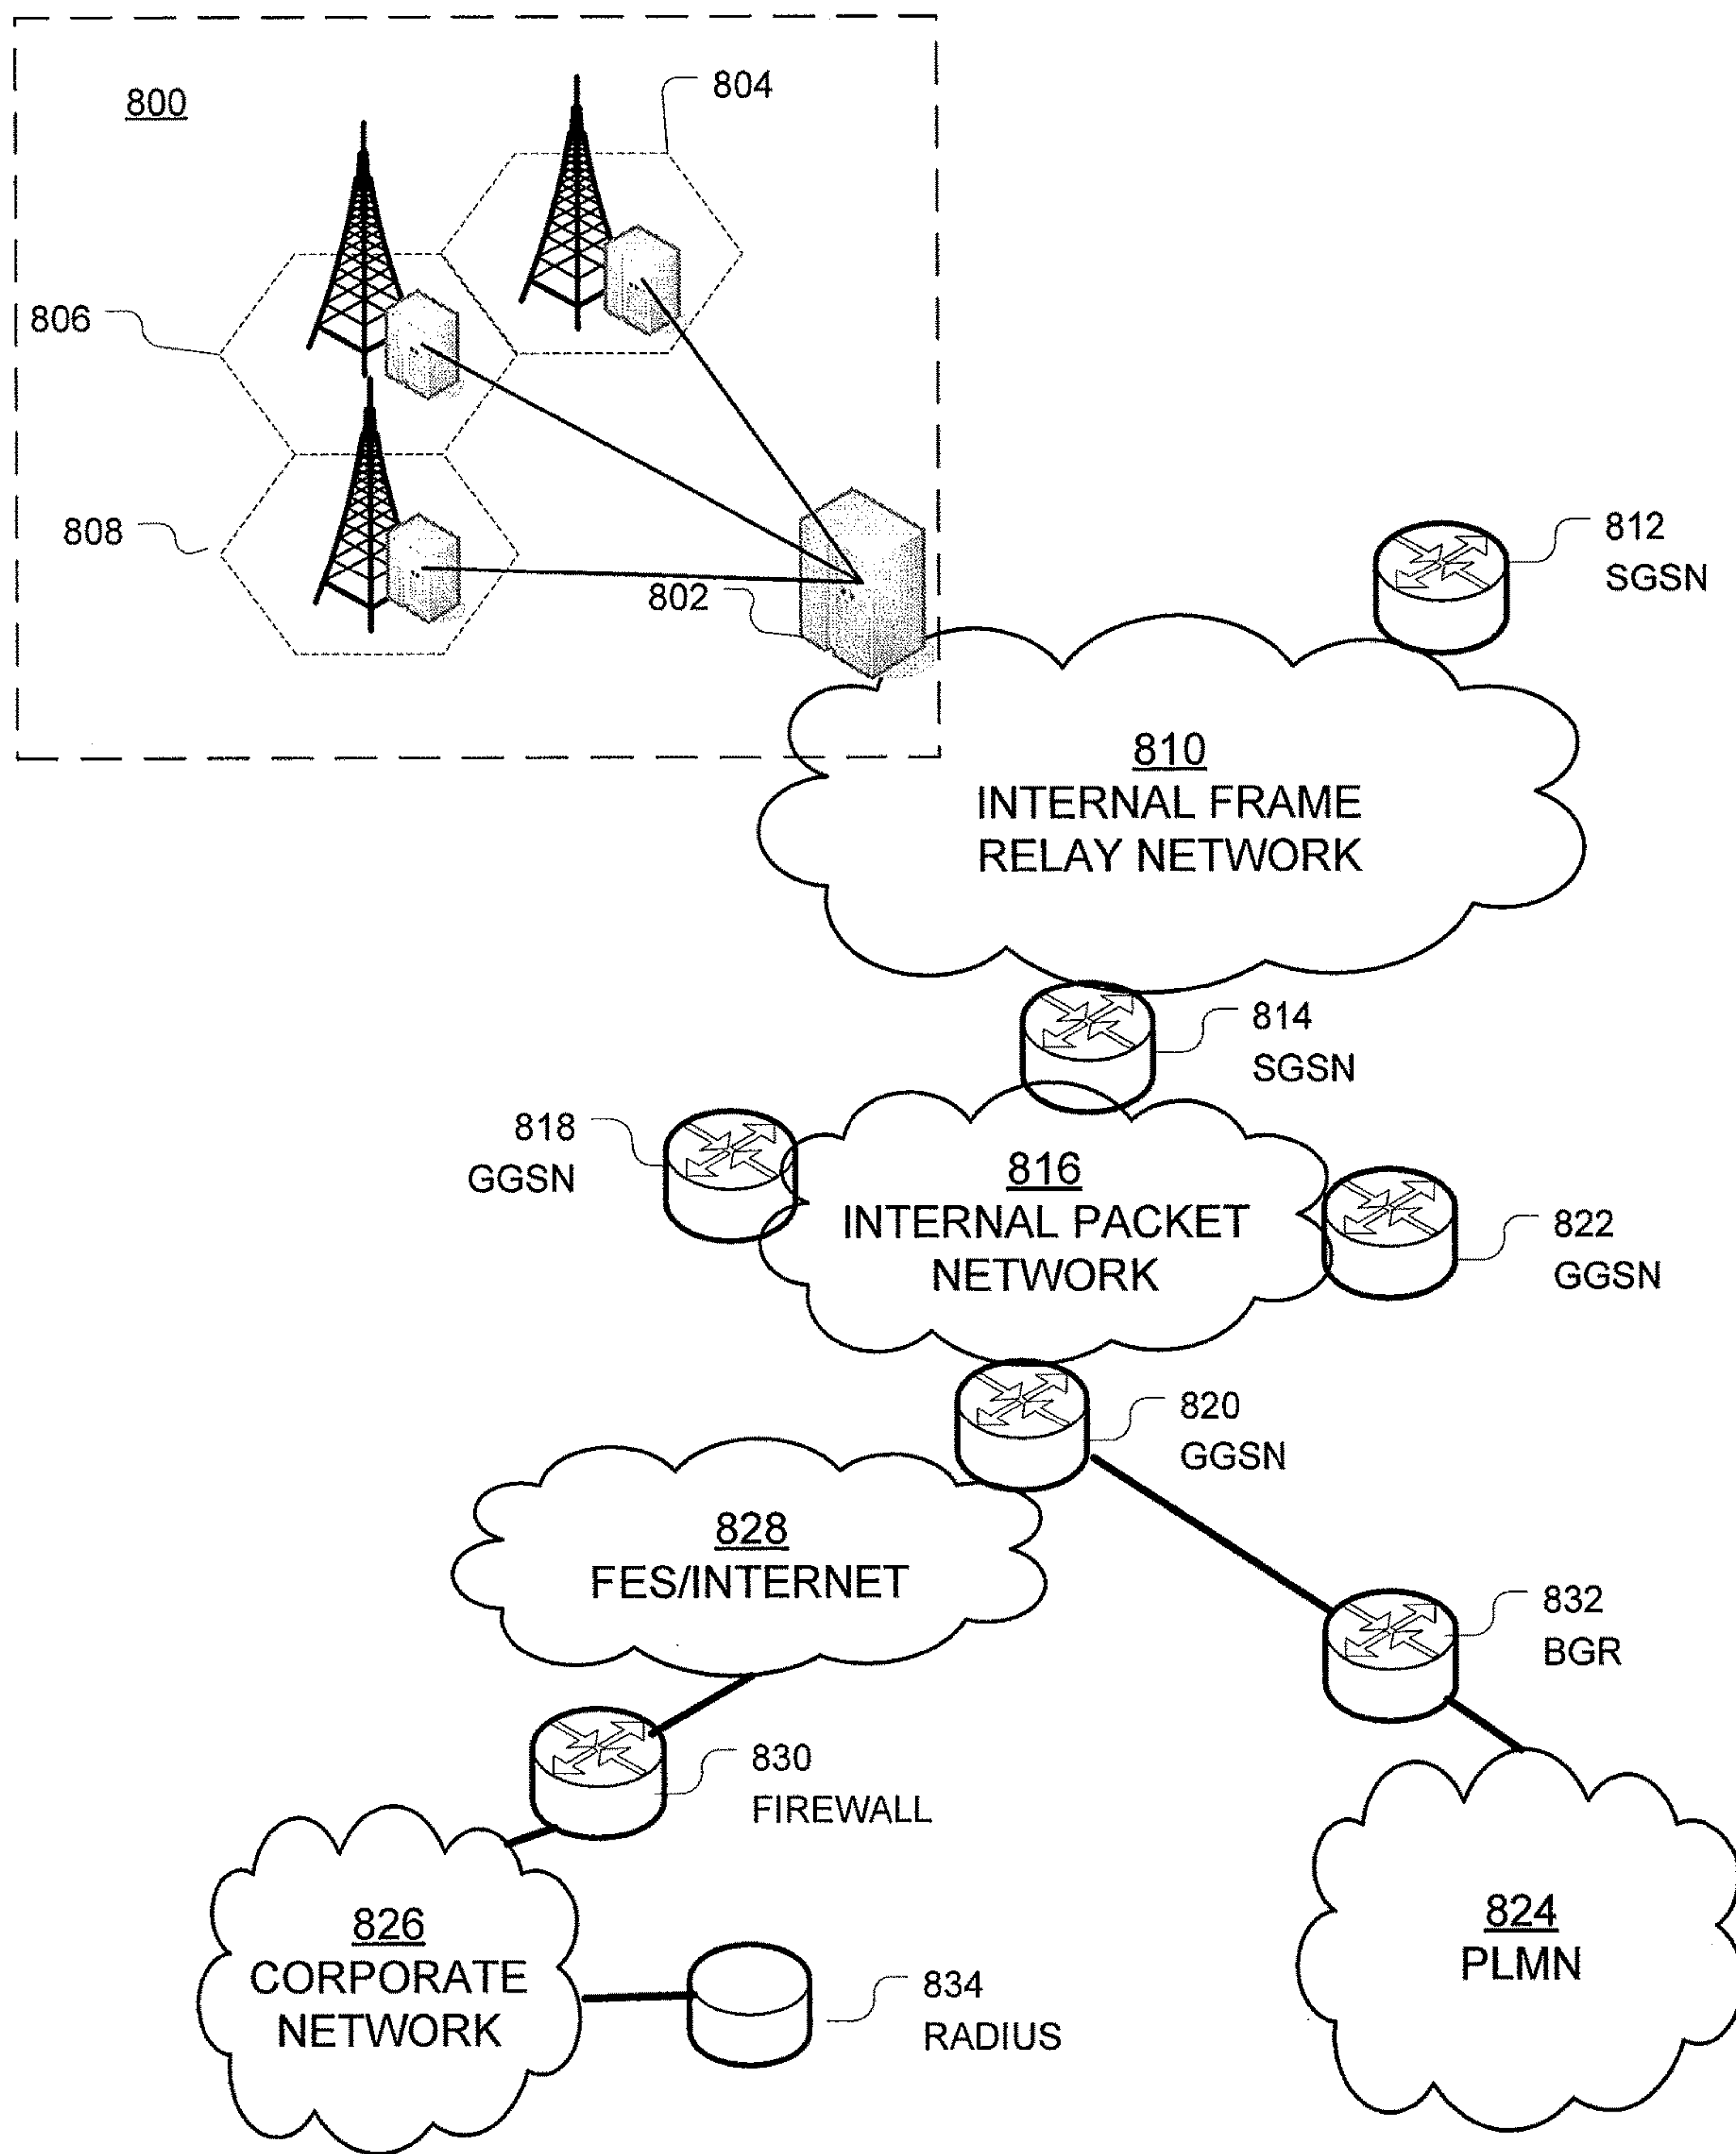 800
804
806
808
802
812
SGSN
810
INTERNAL FRAME
RELAY NETWORK
814
SGSN
818
GGSN
816
INTERNAL PACKET
NETWORK
822
GGSN
820
GGSN
828
FES/INTERNET
832
BGR
830
FIREWALL
826
CORPORATE
NETWORK
834
RADIUS
824
PLMN